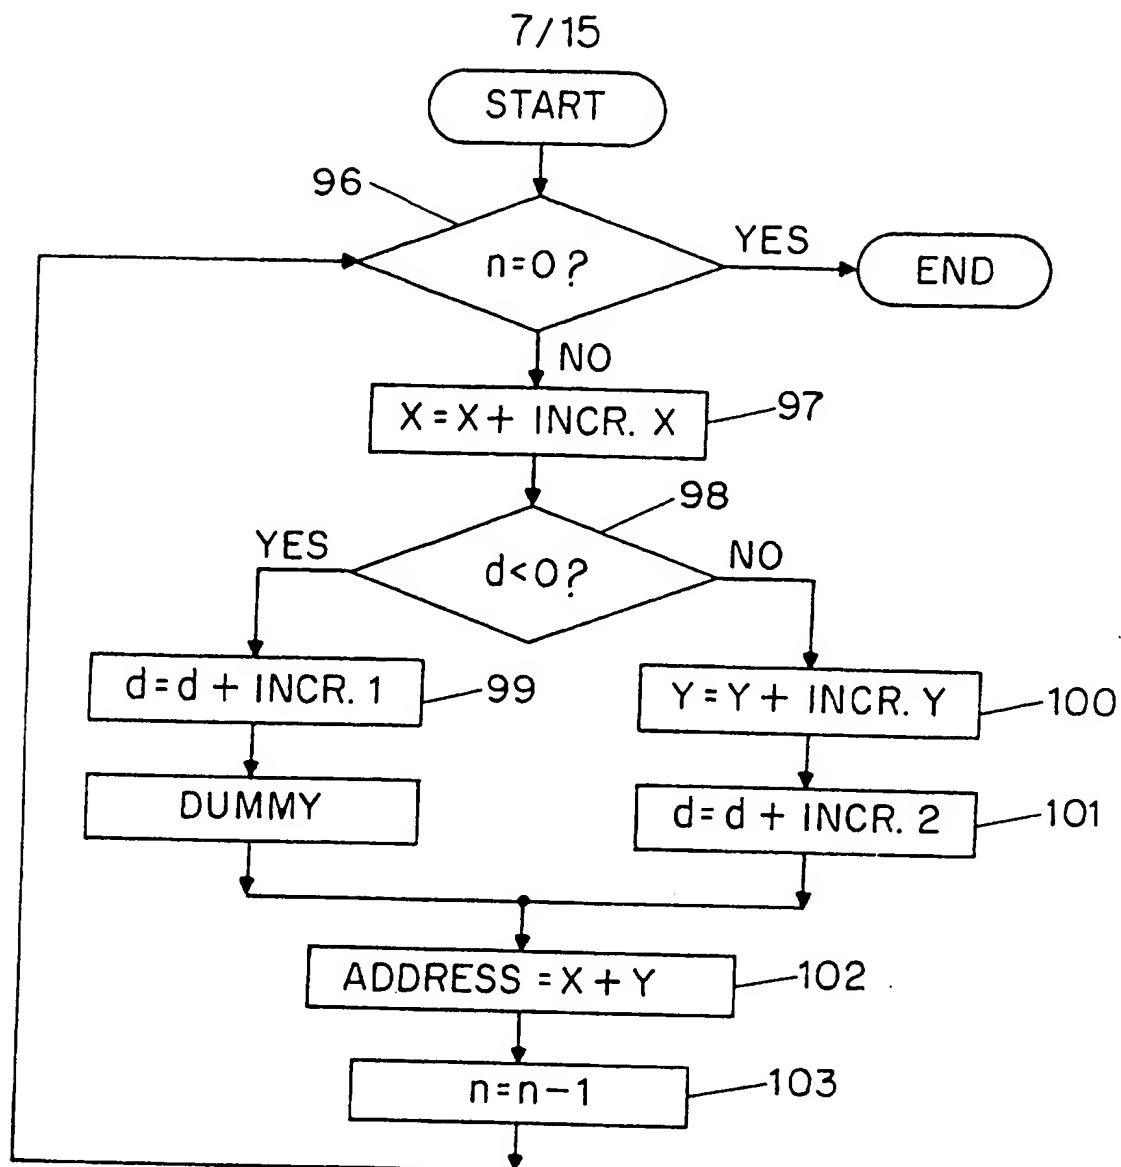 7/15
START
96
n=0?
YES
END
NO
X=X+ INCR. X
97
98
YES
d<0?
NO
d=d + INCR. 1
99
Y=Y+ INCR. Y
100
DUMMY
d=d + INCR. 2
101
ADDRESS =X+Y
102
n=n-1
103